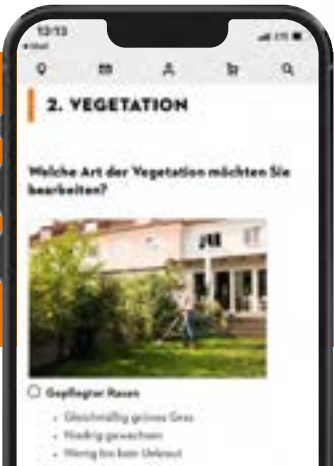 13:13
2. VEGETATION
Welche Art der Vegetation möchten Sie
bearbeiten?
Gepflegter Rasen
Gleichmäßig grünes Gras
Niedrig gewachsen
Wenig bis kein Unkraut